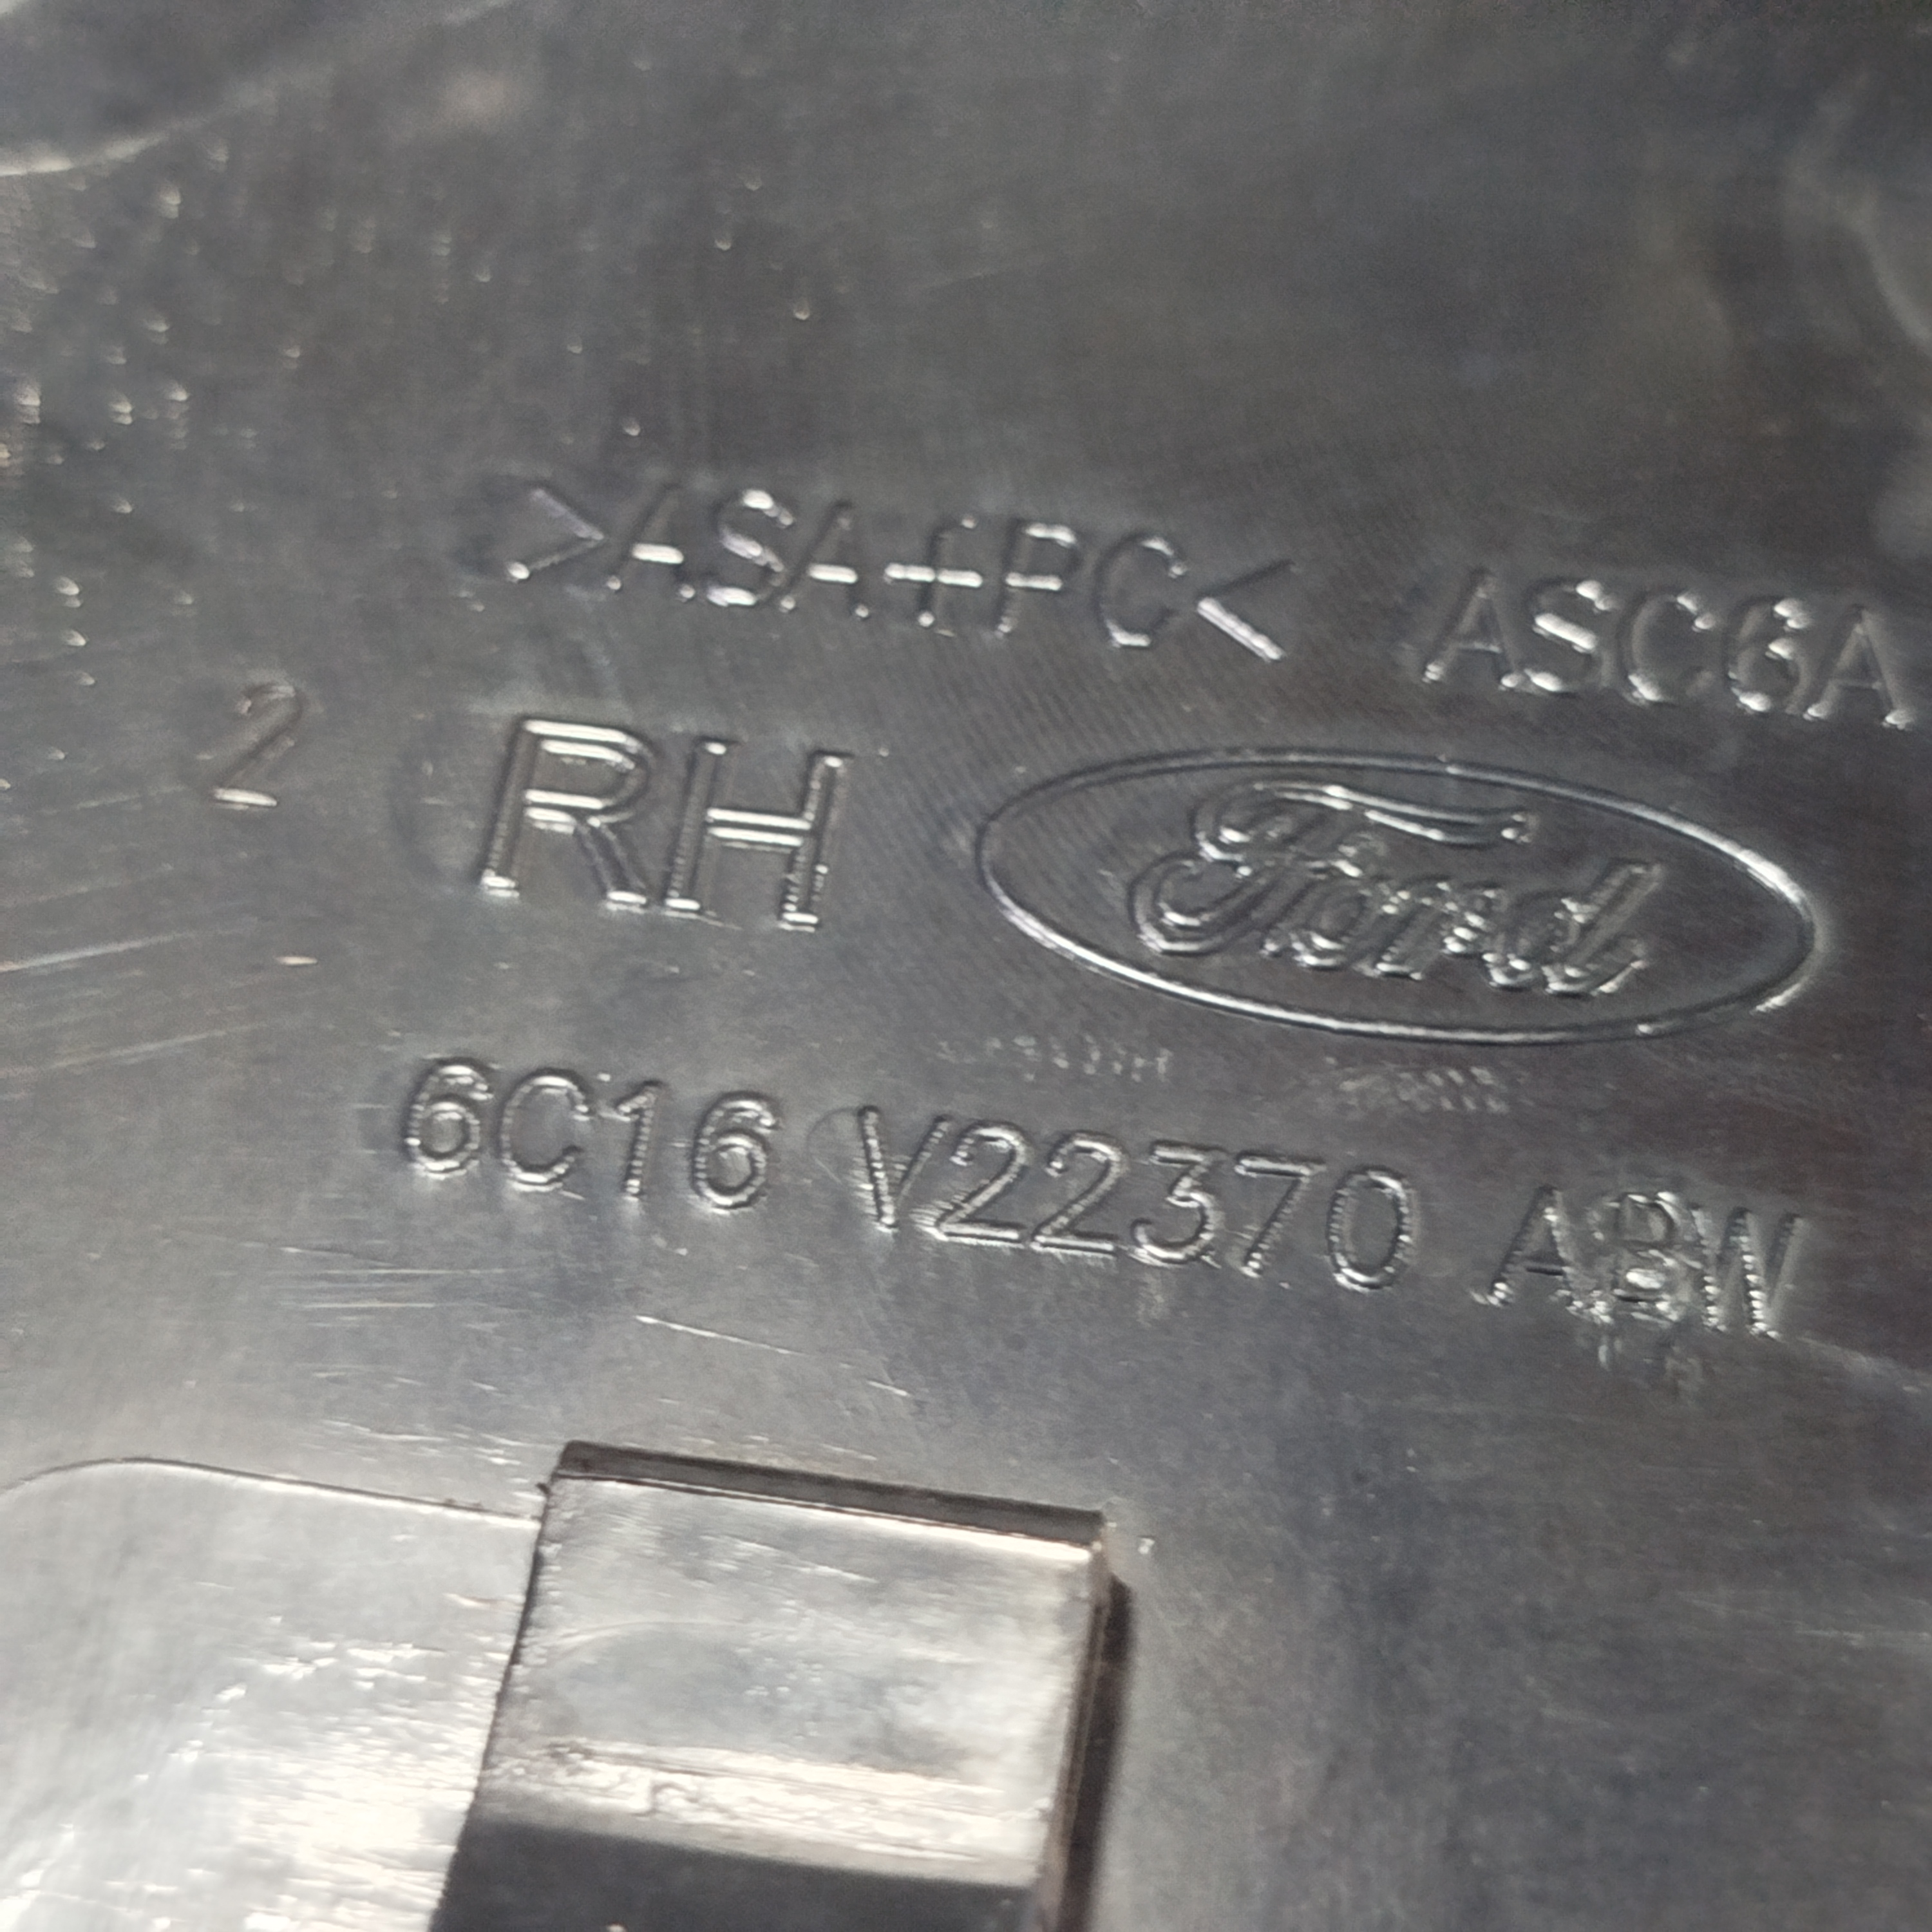 >ASA+PC< ASC6A
2 RH Ford
6C16 V22370 ABW